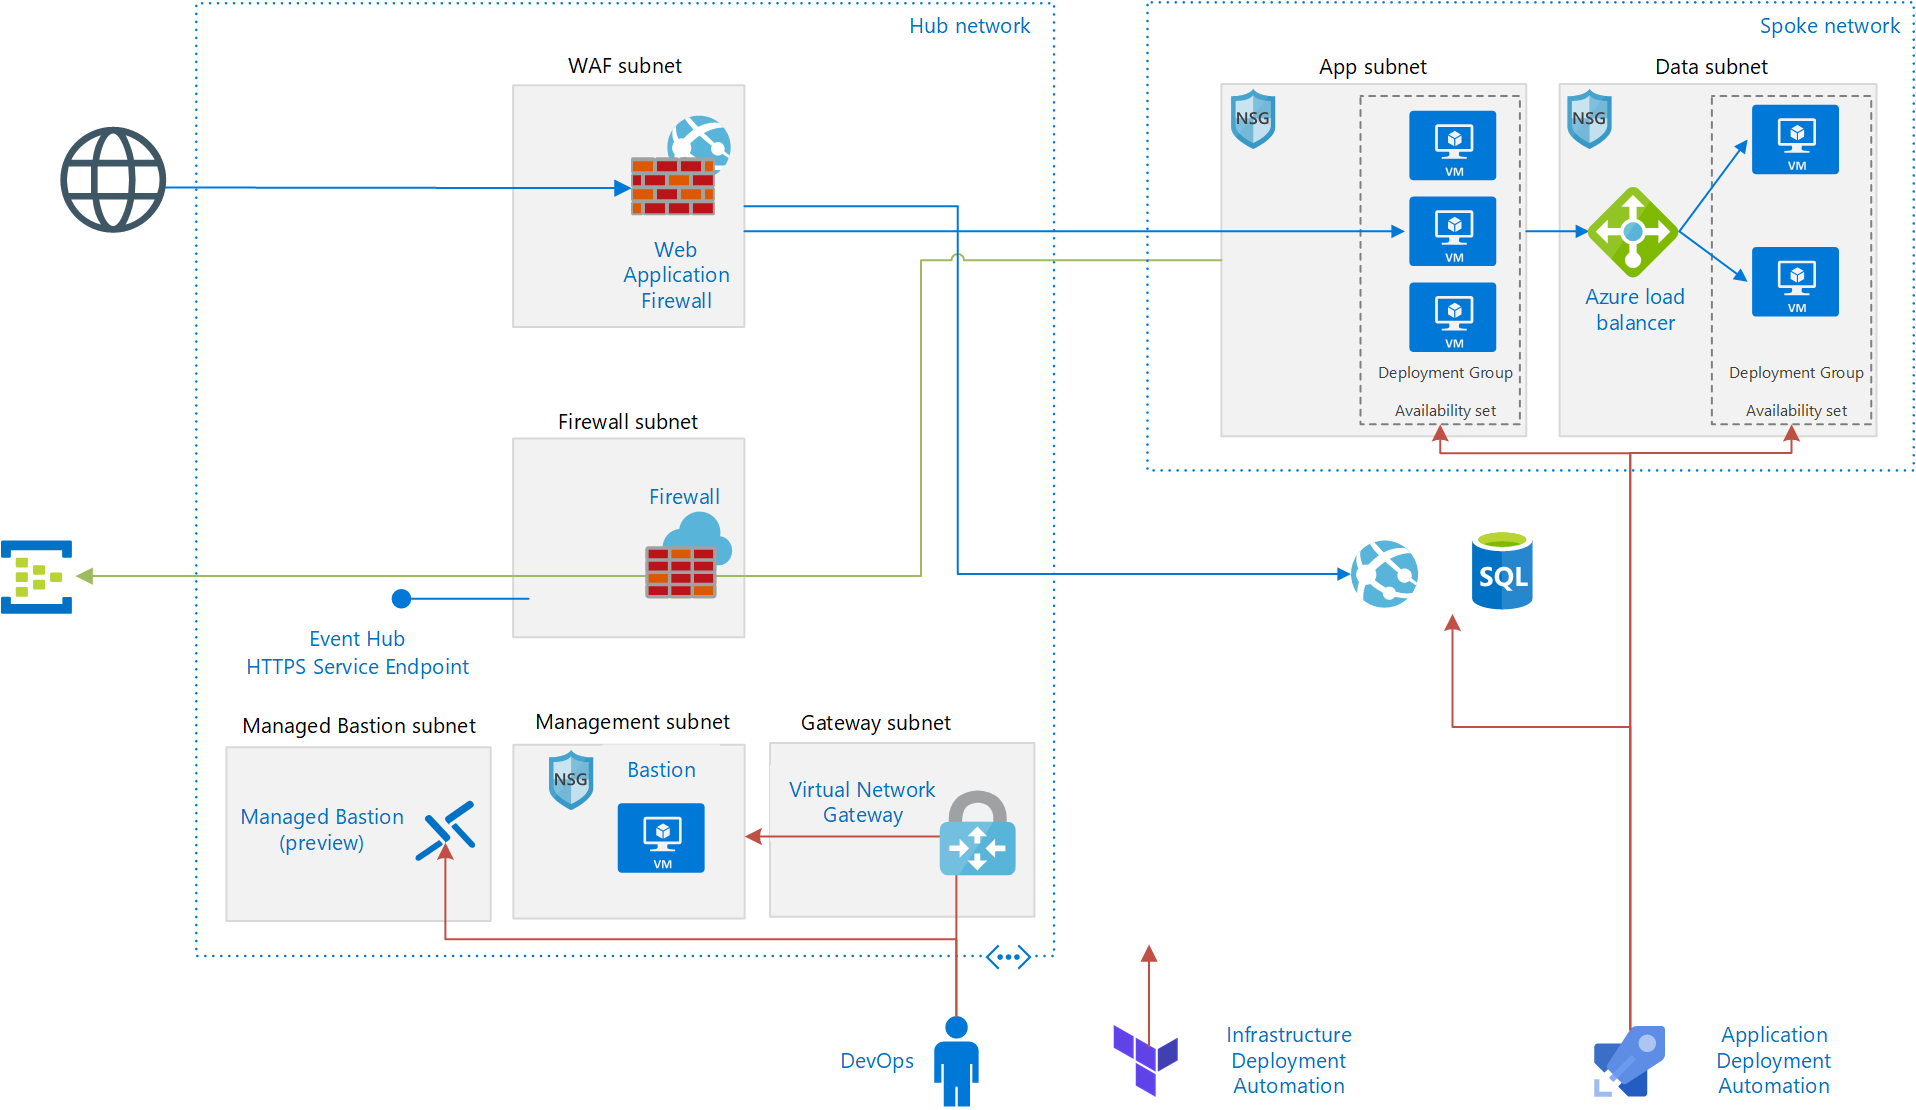 Hub network
Spoke network
WAF subnet
Web
Application
Firewall
App subnet
NSG
VM
VM
VM
Deployment Group
Availability set
Data subnet
NSG
Azure load
balancer
VM
VM
Deployment Group
Availability set
Firewall subnet
Firewall
Event Hub
HTTPS Service Endpoint
SQL
Managed Bastion subnet
Managed Bastion
(preview)
Management subnet
NSG
Bastion
VM
Gateway subnet
Virtual Network
Gateway
DevOps
Infrastructure
Deployment
Automation
Application
Deployment
Automation